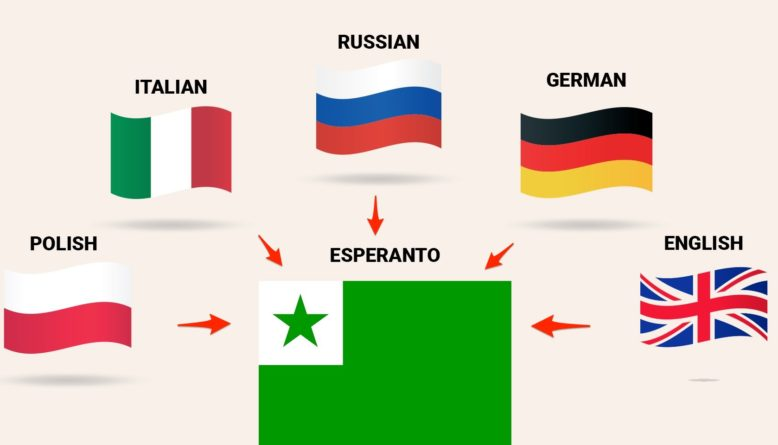 RUSSIAN
ITALIAN
GERMAN
POLISH
ESPERANTO
ENGLISH